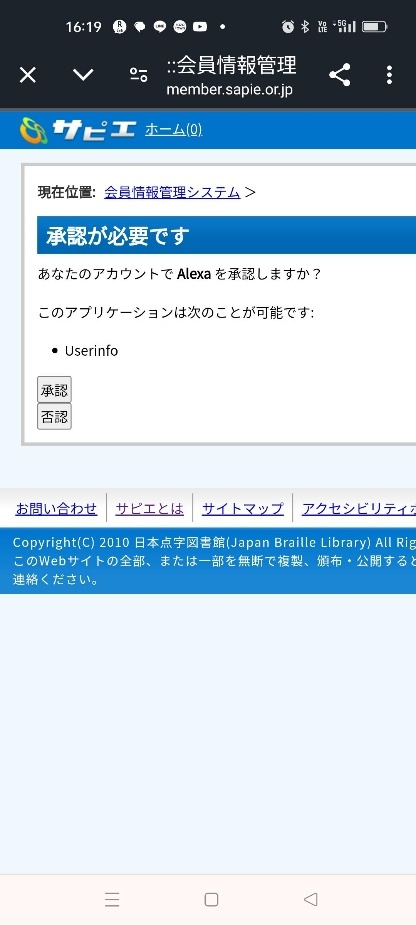 16:19
::会員情報管理
member.sapie.or.jp
サピエ ホーム(0)
現在位置: 会員情報管理システム >
承認が必要です
あなたのアカウントで Alexa を承認しますか？
このアプリケーションは次のことが可能です:
Userinfo
承認
否認
お問い合わせ サピエとは サイトマップ アクセシビリティ
Copyright(C) 2010 日本点字図書館(Japan Braille Library) All Rig
このWebサイトの全部、または一部を無断で複製、頒布・公開すると
連絡ください。